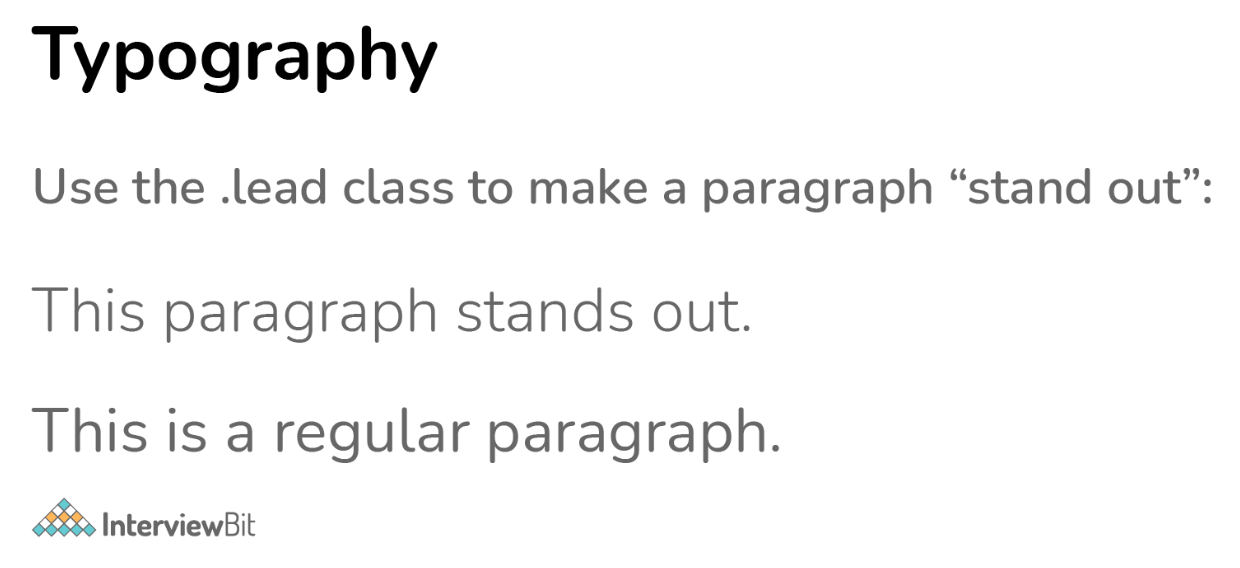 Typography
Use the .lead class to make a paragraph “stand out”:
This paragraph stands out.
This is a regular paragraph.
InterviewBit